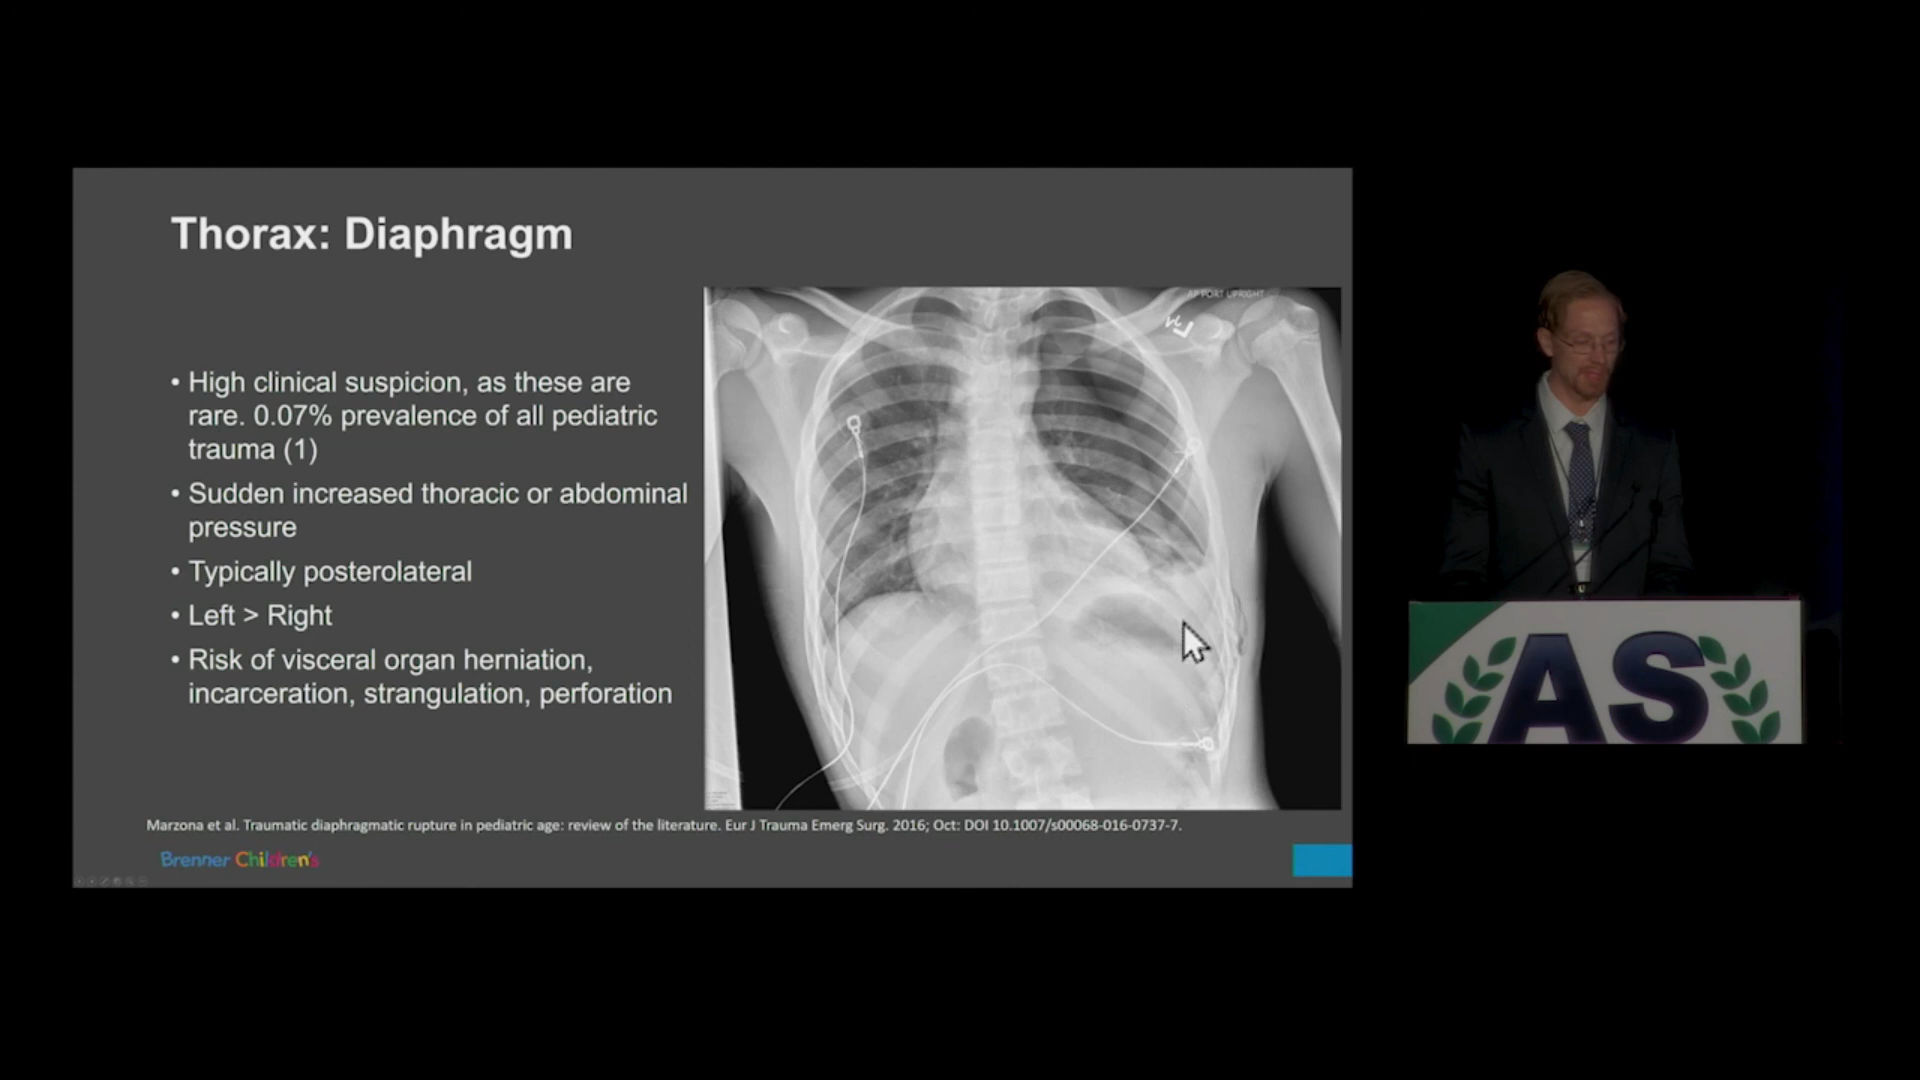 Thorax: Diaphragm
• High clinical suspicion, as these are
rare. 0.07% prevalence of all pediatric
trauma (1)
• Sudden increased thoracic or abdominal
pressure
• Typically posterolateral
• Left > Right
• Risk of visceral organ herniation,
incarceration, strangulation, perforation
AP PORT UPRIGHT
Marzona et al. Traumatic diaphragmatic rupture in pediatric age: review of the literature. Eur J Trauma Emerg Surg. 2016; Oct: DOI 10.1007/s00068-016-0737-7.
Brenner Children's
AS